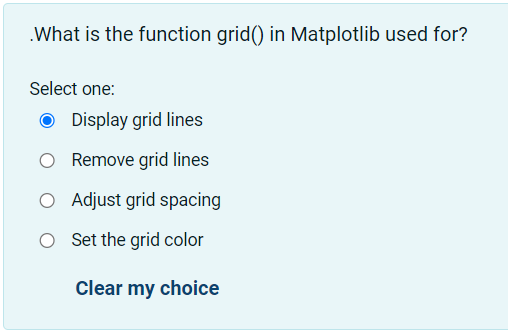 .What is the function grid() in Matplotlib used for?
Select one:
Display grid lines
Remove grid lines
Adjust grid spacing
Set the grid color
Clear my choice